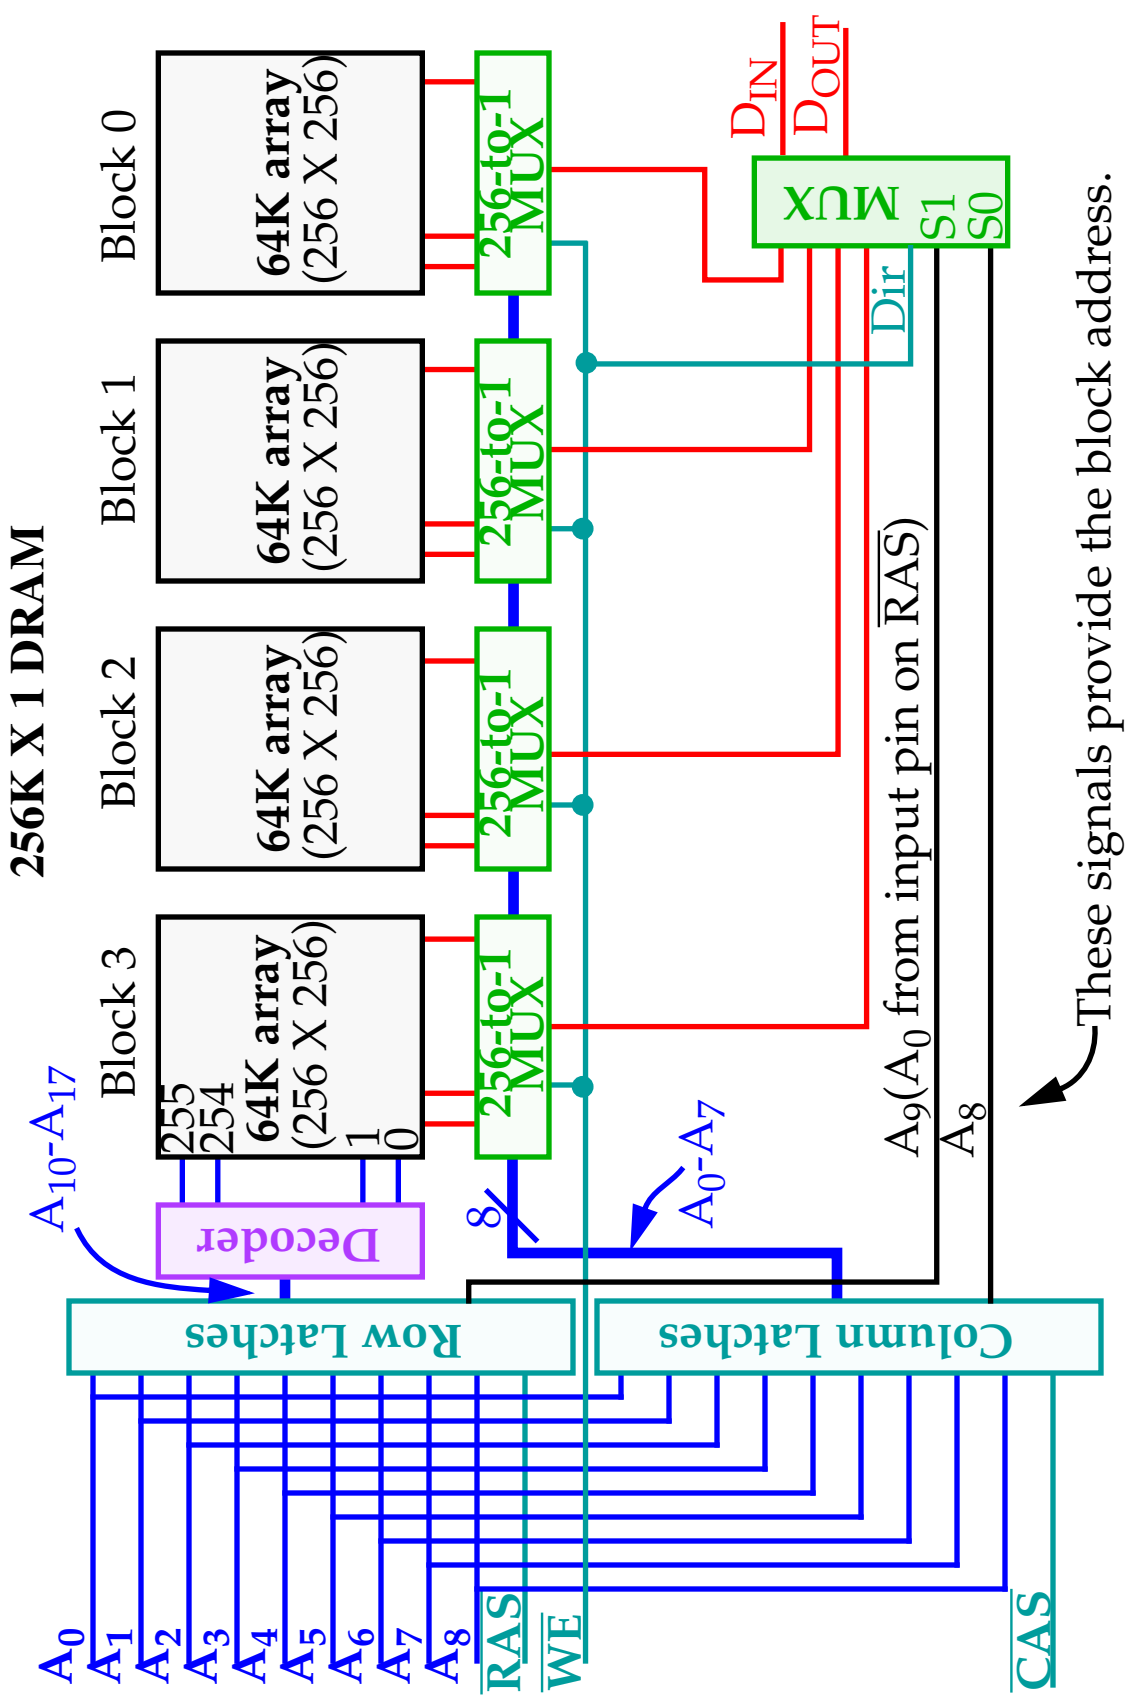 256K X 1 DRAM
Block 3
Block 2
Block 1
Block 0
A10-A17
255
254
1
0
64K array
(256 X 256)
64K array
(256 X 256)
64K array
(256 X 256)
64K array
(256 X 256)
Decoder
Row Latches
Column Latches
8
256-to-1
MUX
256-to-1
MUX
256-to-1
MUX
256-to-1
MUX
A0-A7
A0
A1
A2
A3
A4
A5
A6
A7
A8
R̅A̅S̅
W̅E̅
C̅A̅S̅
DIN
DOUT
MUX
Dir
S1
S0
A9(A0 from input pin on R̅A̅S̅)
A8
These signals provide the block address.